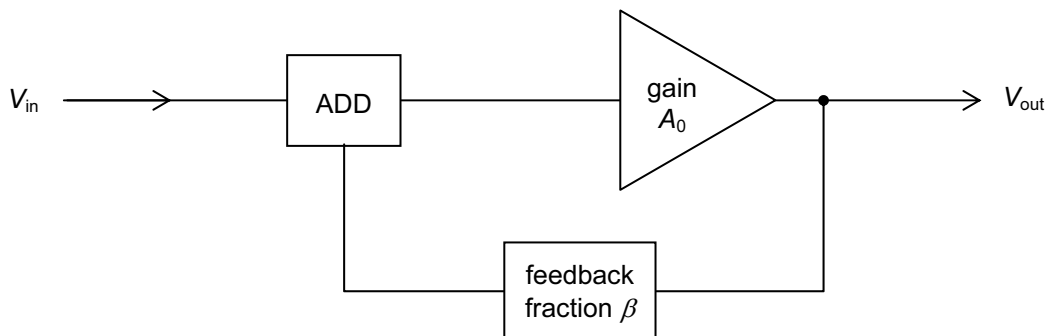 V_in
ADD
gain
A_0
V_out
feedback
fraction β